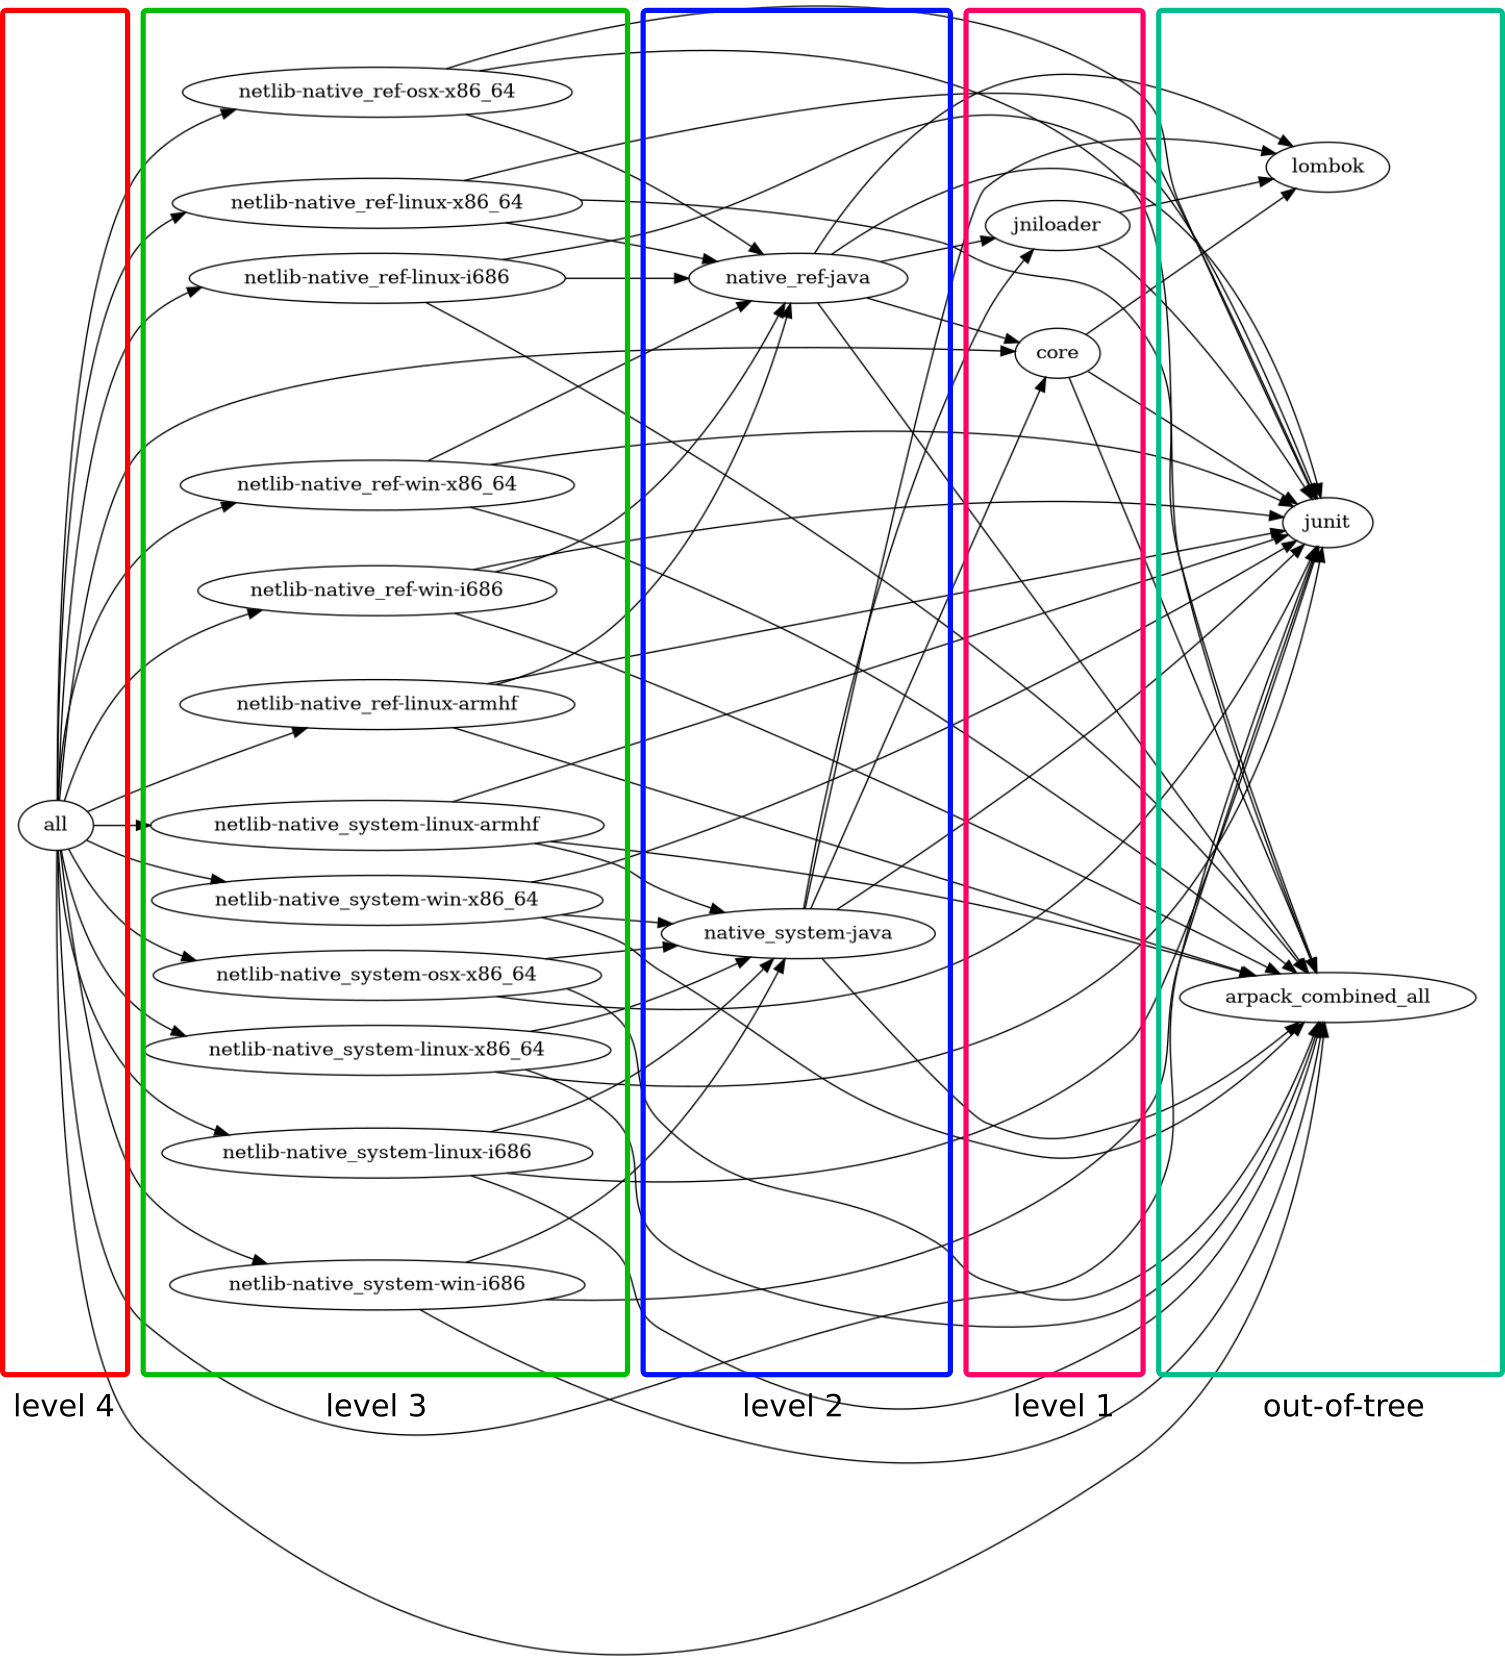 all
netlib-native_ref-osx-x86_64
netlib-native_ref-linux-x86_64
netlib-native_ref-linux-i686
netlib-native_ref-win-x86_64
netlib-native_ref-win-i686
netlib-native_ref-linux-armhf
netlib-native_system-linux-armhf
netlib-native_system-win-x86_64
netlib-native_system-osx-x86_64
netlib-native_system-linux-x86_64
netlib-native_system-linux-i686
netlib-native_system-win-i686
native_ref-java
native_system-java
jniloader
core
lombok
junit
arpack_combined_all
level 4
level 3
level 2
level 1
out-of-tree